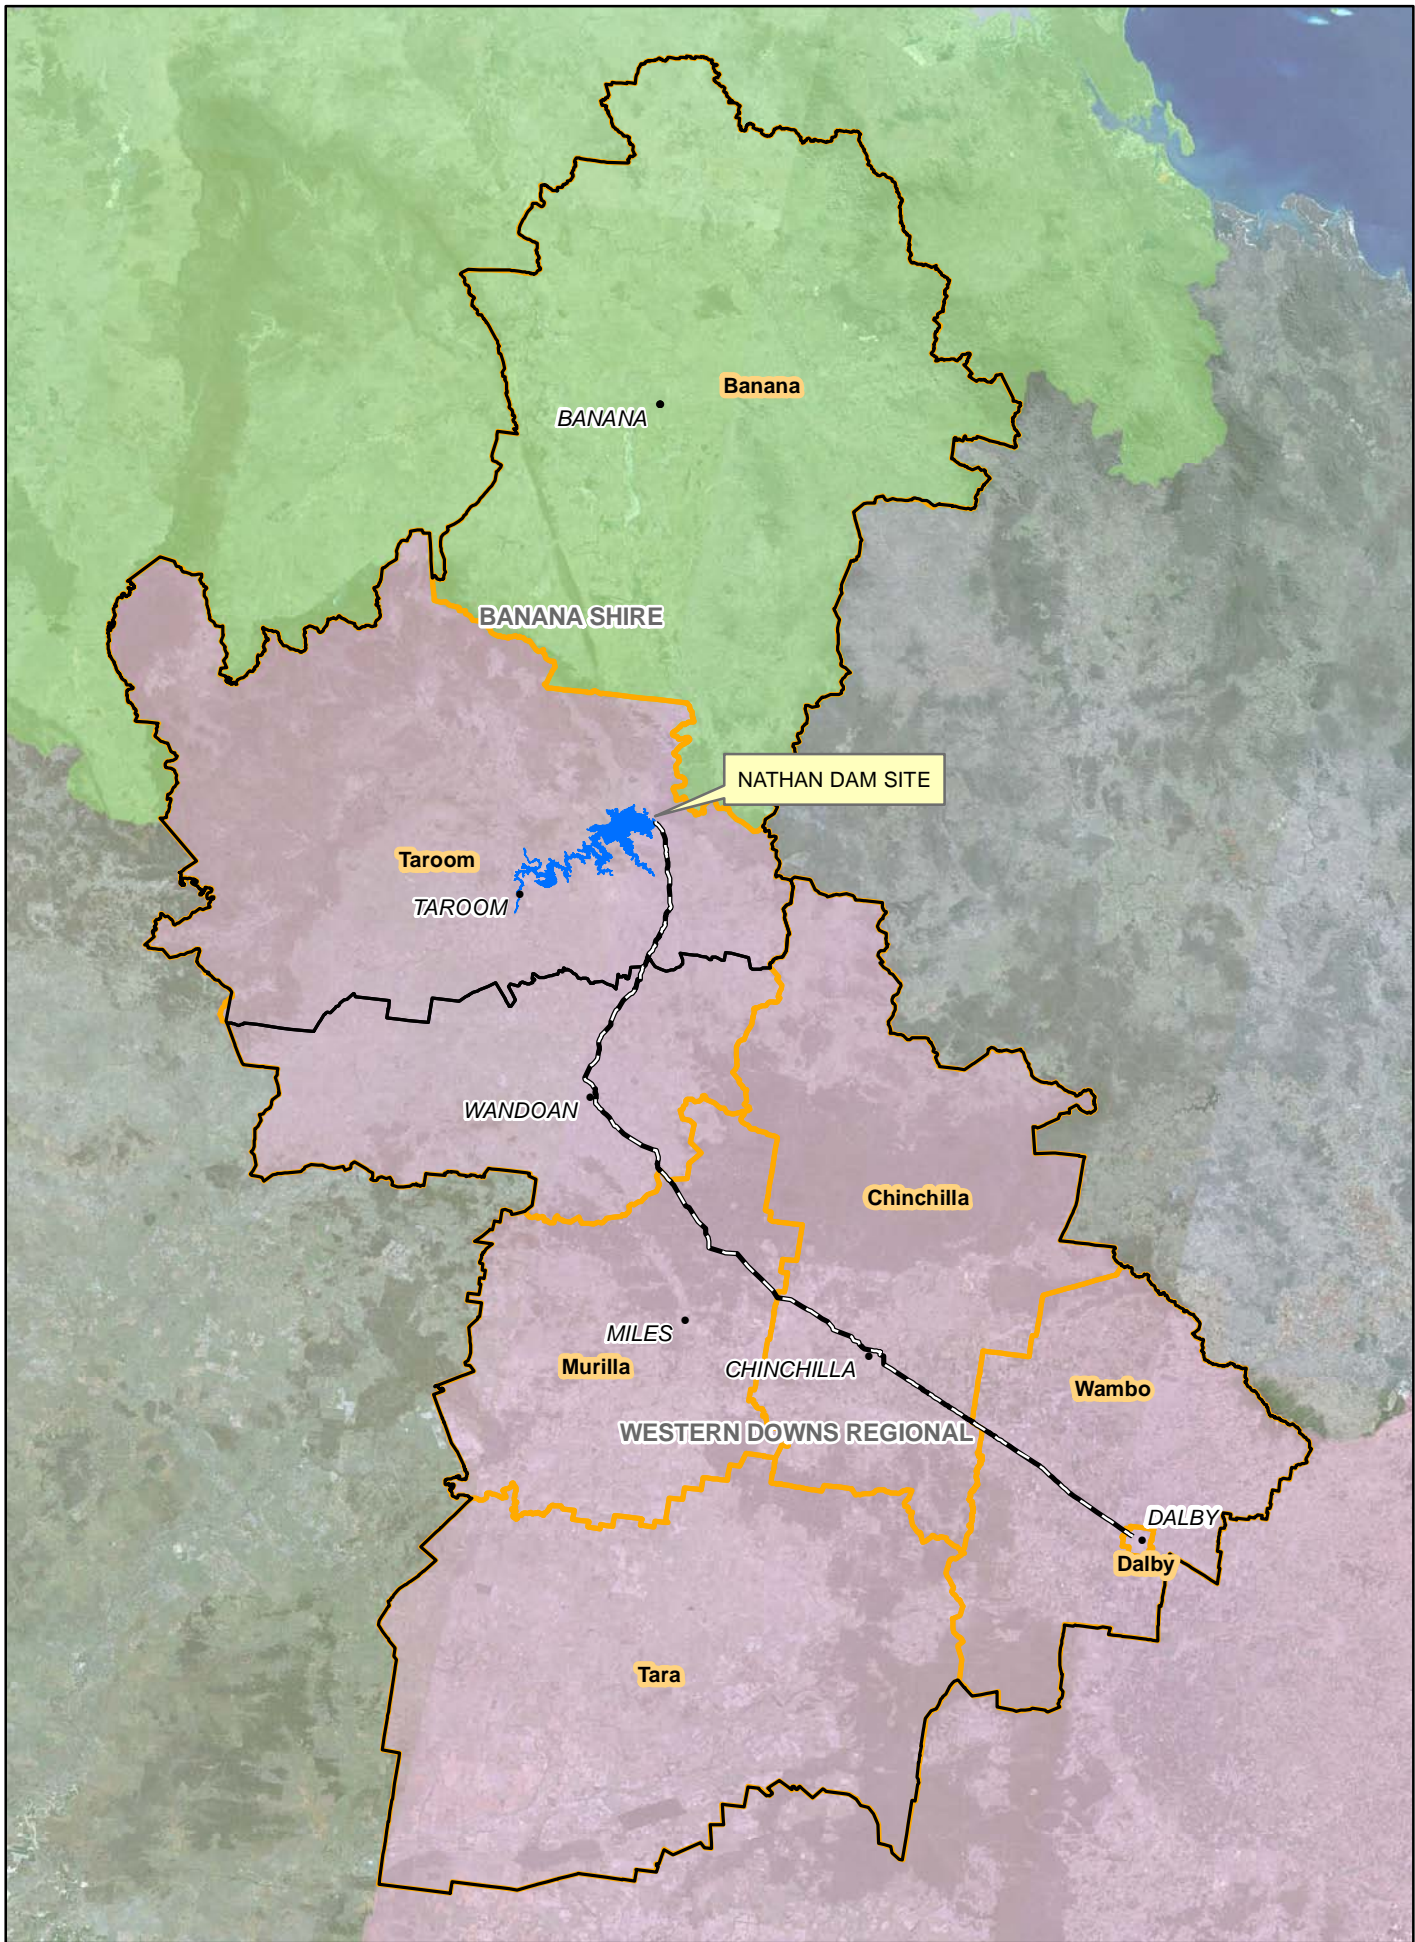 Banana
BANANA
BANANA SHIRE
NATHAN DAM SITE
Taroom
TAROOM
WANDOAN
Chinchilla
MILES
Murilla
CHINCHILLA
Wambo
WESTERN DOWNS REGIONAL
DALBY
Dalby
Tara